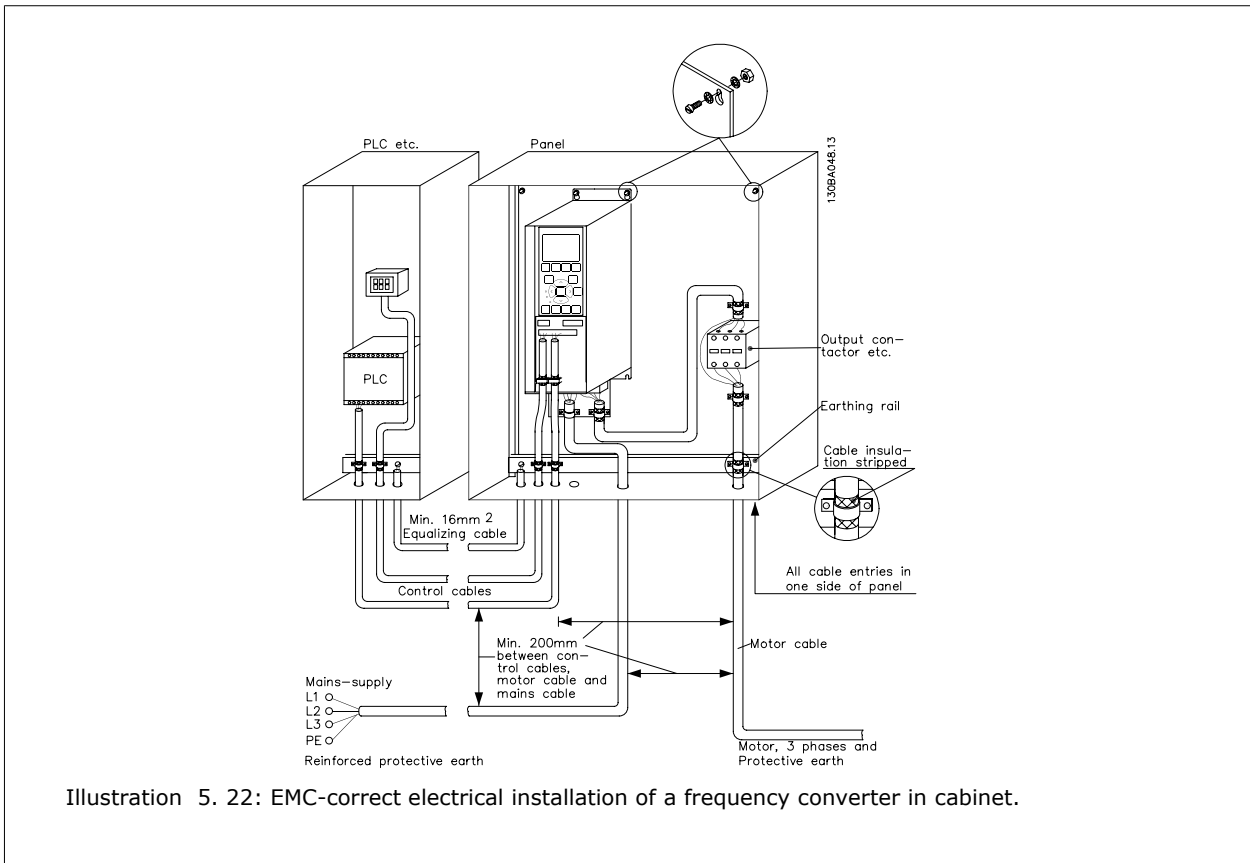 130BA048.13
PLC etc.
Panel
PLC
Output con-
tactor etc.
Earthing rail
Cable insula-
tion stripped
Min. 16mm 2
Equalizing cable
All cable entries in
one side of panel
Control cables
Min. 200mm
between con-
trol cables,
motor cable and
mains cable
Motor cable
Mains-supply
L1
L2
L3
PE
Reinforced protective earth
Motor, 3 phases and
Protective earth
Illustration 5. 22: EMC-correct electrical installation of a frequency converter in cabinet.